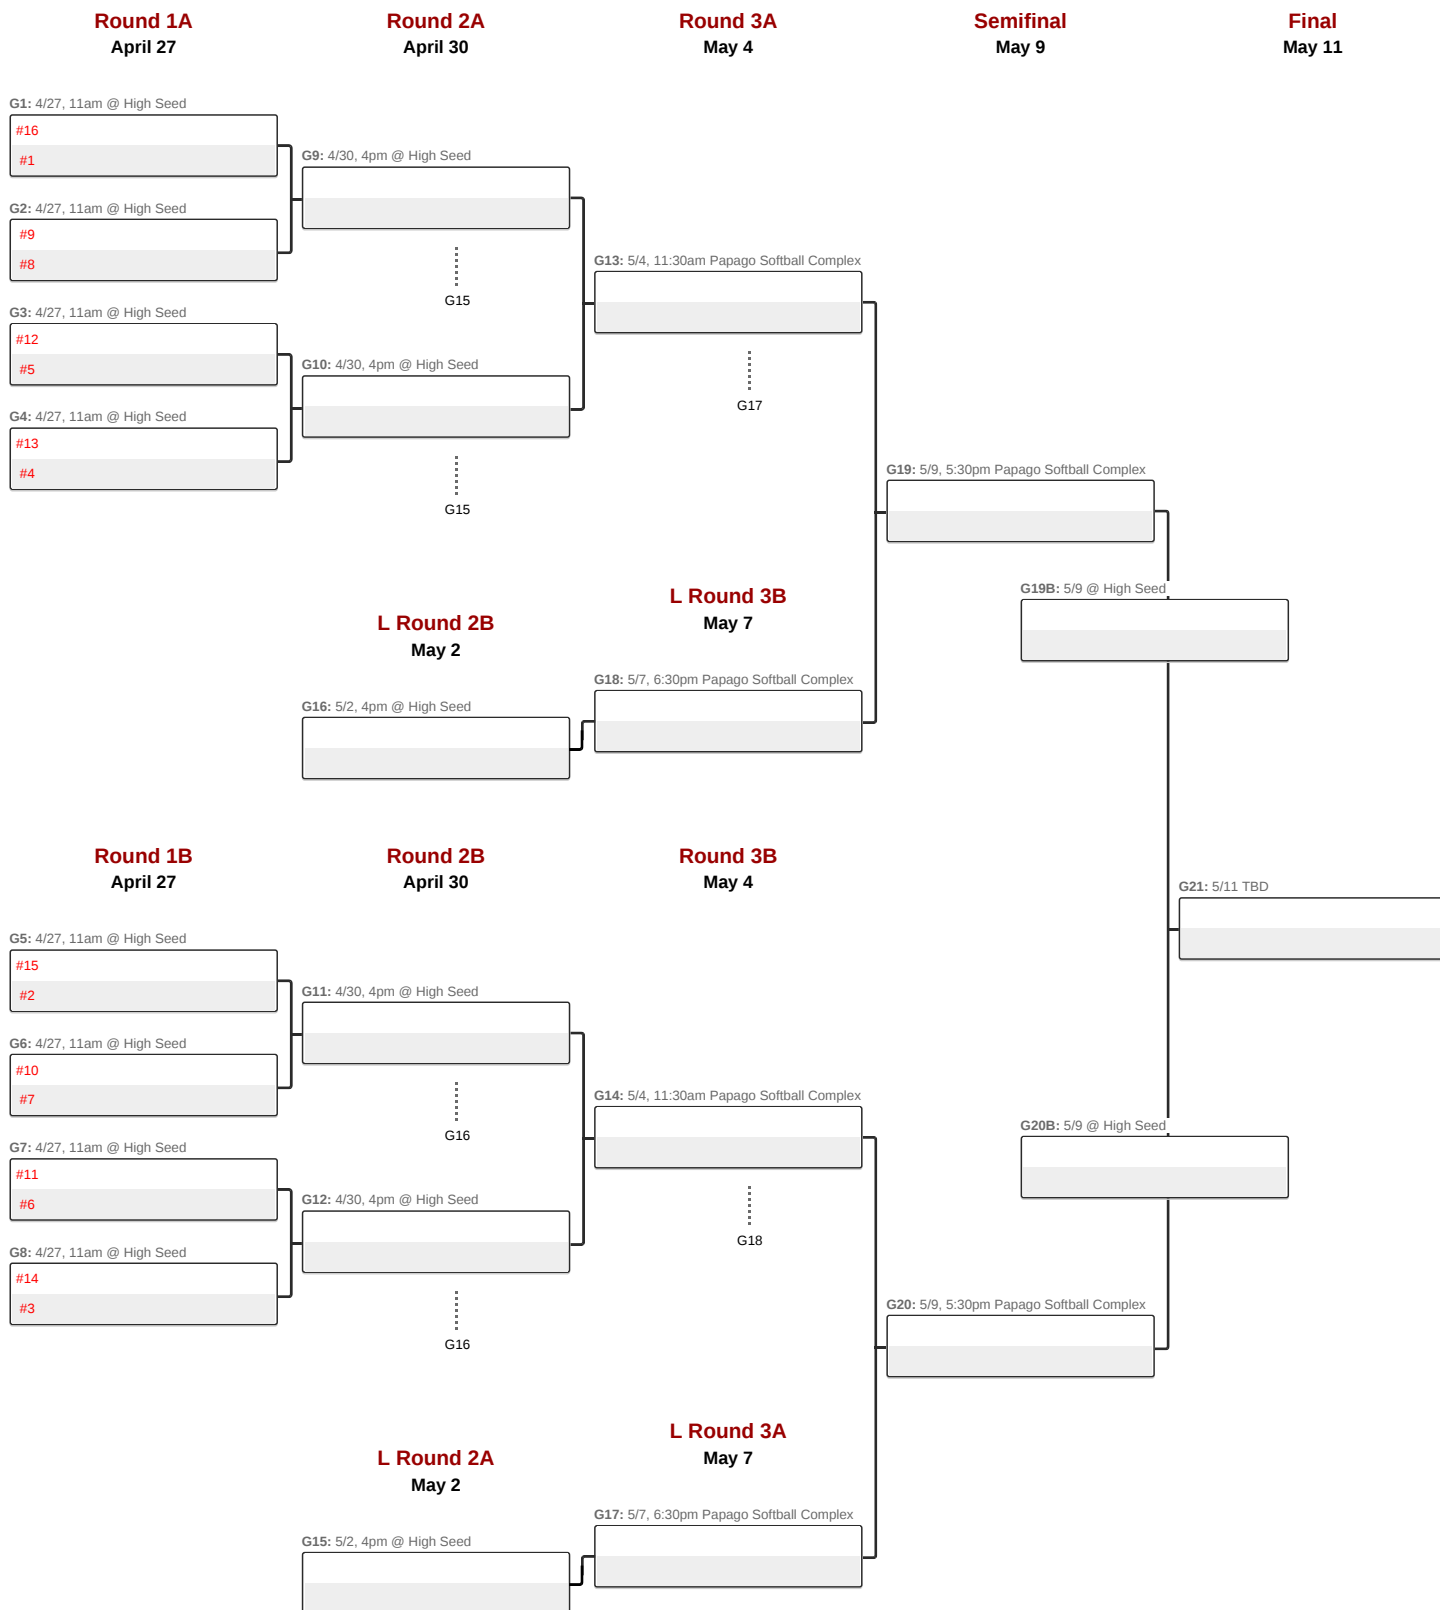 Round 1A
April 27
Round 2A
April 30
Round 3A
May 4
Semifinal
May 9
Final
May 11
G1: 4/27, 11am @ High Seed
#16
#1
G9: 4/30, 4pm @ High Seed
G2: 4/27, 11am @ High Seed
#9
#8
G13: 5/4, 11:30am Papago Softball Complex
G15
G3: 4/27, 11am @ High Seed
#12
#5
G10: 4/30, 4pm @ High Seed
G17
G4: 4/27, 11am @ High Seed
#13
#4
G19: 5/9, 5:30pm Papago Softball Complex
G15
G19B: 5/9 @ High Seed
L Round 3B
May 7
L Round 2B
May 2
G18: 5/7, 6:30pm Papago Softball Complex
G16: 5/2, 4pm @ High Seed
Round 1B
April 27
Round 2B
April 30
Round 3B
May 4
G21: 5/11 TBD
G5: 4/27, 11am @ High Seed
#15
#2
G11: 4/30, 4pm @ High Seed
G6: 4/27, 11am @ High Seed
#10
#7
G14: 5/4, 11:30am Papago Softball Complex
G20B: 5/9 @ High Seed
G16
G7: 4/27, 11am @ High Seed
#11
#6
G12: 4/30, 4pm @ High Seed
G18
G8: 4/27, 11am @ High Seed
#14
#3
G20: 5/9, 5:30pm Papago Softball Complex
G16
L Round 3A
May 7
L Round 2A
May 2
G17: 5/7, 6:30pm Papago Softball Complex
G15: 5/2, 4pm @ High Seed